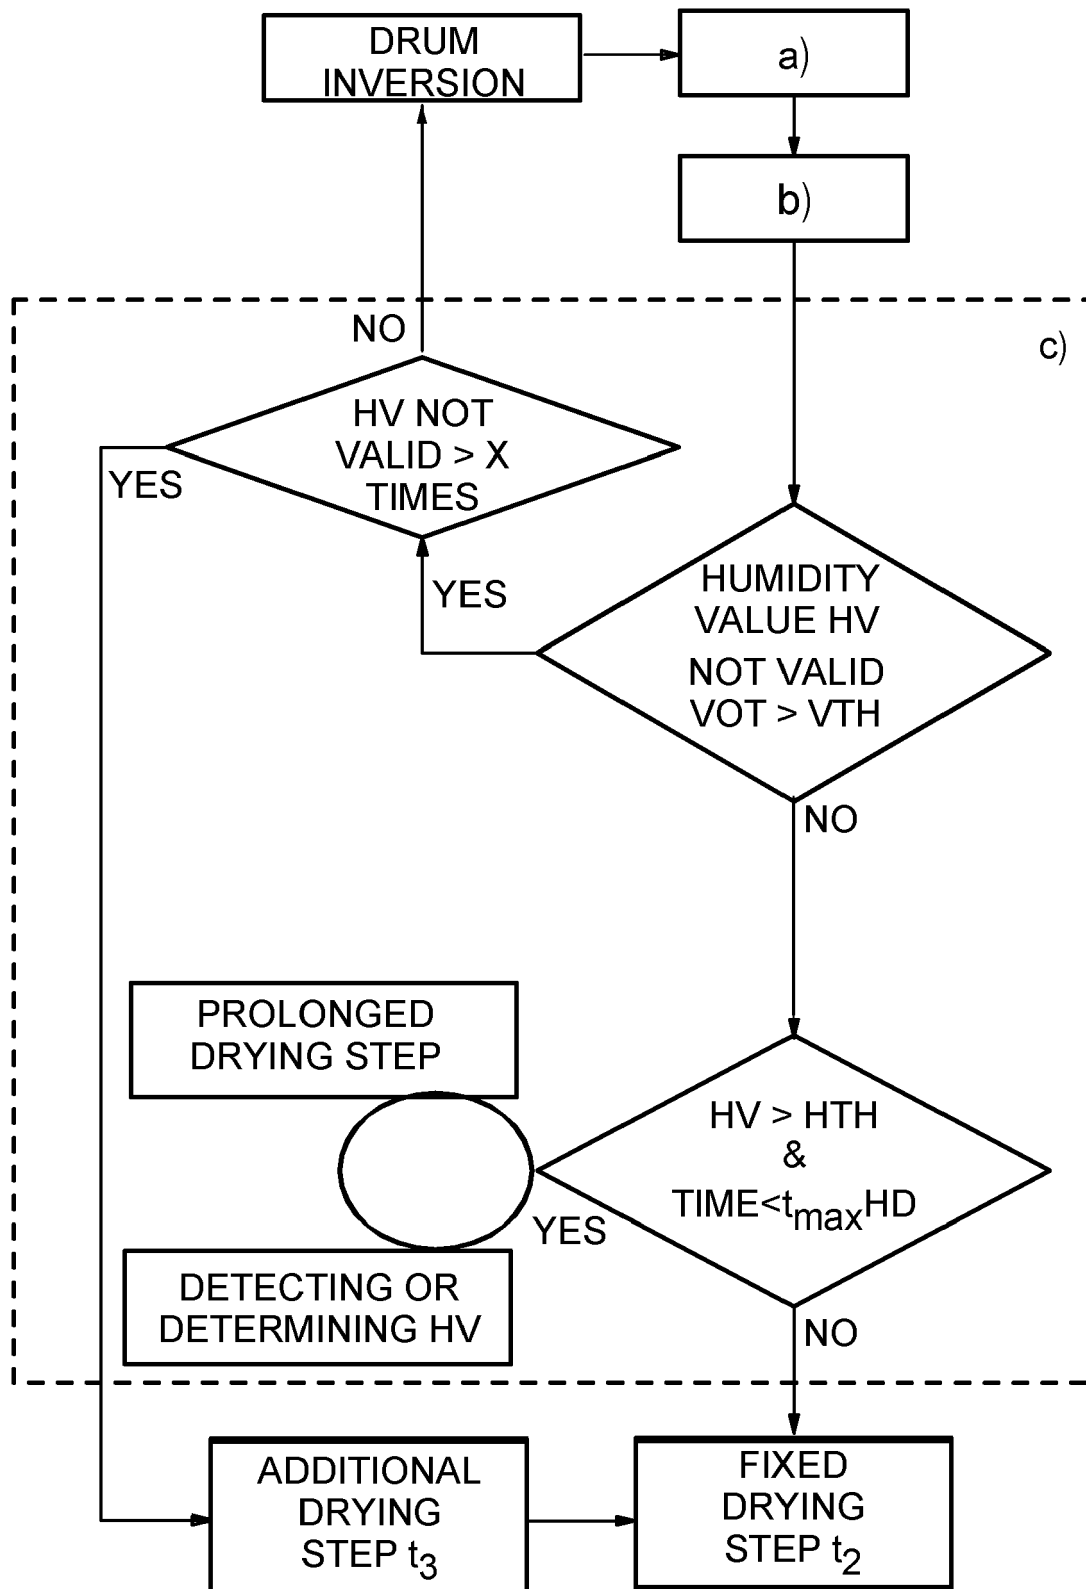 DRUM
INVERSION
a)
b)
c)
NO
HV NOT
VALID > X
TIMES
YES
YES
HUMIDITY
VALUE HV
NOT VALID
VOT > VTH
NO
PROLONGED
DRYING STEP
HV > HTH
&
TIME<tmaxHD
YES
DETECTING OR
DETERMINING HV
NO
ADDITIONAL
DRYING
STEP t3
FIXED
DRYING
STEP t2